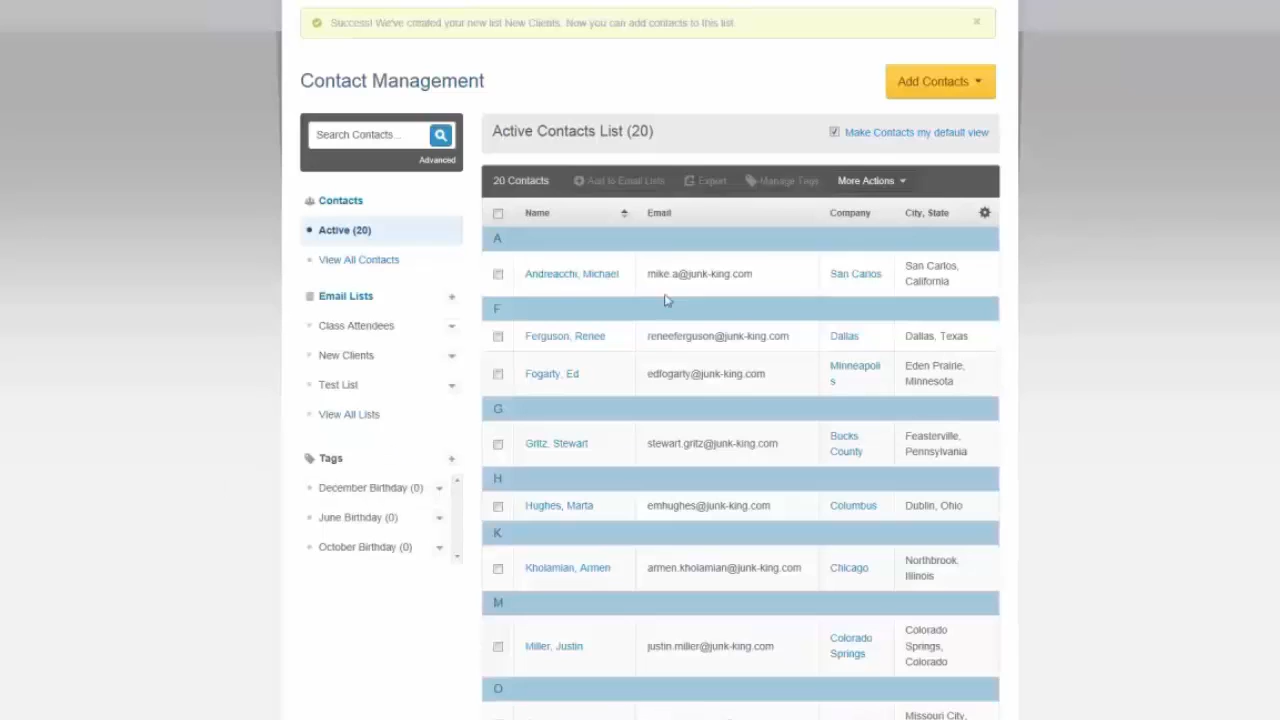 Success! We've created your new list New Clients. Now you can add contacts to this list.
Contact Management
Add Contacts
Search Contacts...
Advanced
Contacts
Active (20)
View All Contacts
Email Lists
Class Attendees
New Clients
Test List
View All Lists
Tags
December Birthday (0)
June Birthday (0)
October Birthday (0)
Active Contacts List (20)
Make Contacts my default view
20 Contacts Add to Email Lists Export Manage Tags More Actions
Name Email Company City, State
A
Andreacchi, Michael mike.a@junk-king.com San Carlos San Carlos,
California
F
Ferguson, Renee reneeferguson@junk-king.com Dallas Dallas, Texas
Fogarty, Ed edfogarty@junk-king.com Minneapoli Eden Prairie,
s Minnesota
G
Gritz, Stewart stewart.gritz@junk-king.com Bucks Feasterville,
County Pennsylvania
H
Hughes, Marta emhughes@junk-king.com Columbus Dublin, Ohio
K
Kholamian, Armen armen.kholamian@junk-king.com Chicago Northbrook,
Illinois
M
Miller, Justin justin.miller@junk-king.com Colorado Colorado
Springs Springs,
Colorado
O
Missouri City,